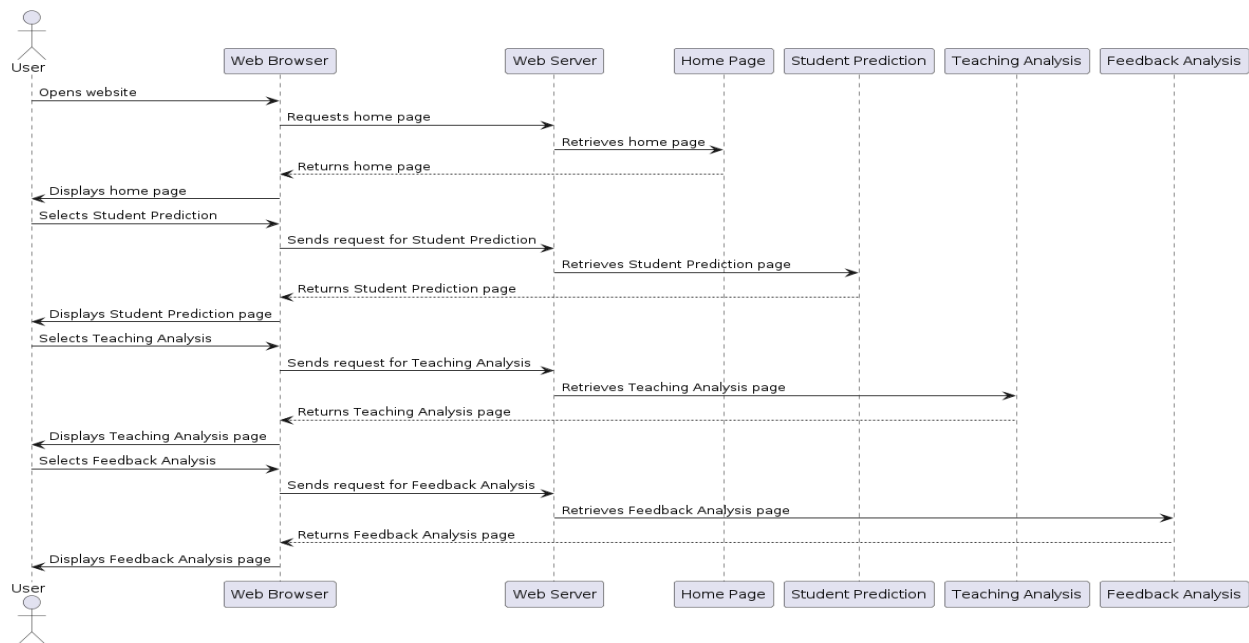 User
Web Browser
Web Server
Home Page
Student Prediction
Teaching Analysis
Feedback Analysis
Opens website
Requests home page
Retrieves home page
Returns home page
Displays home page
Selects Student Prediction
Sends request for Student Prediction
Retrieves Student Prediction page
Returns Student Prediction page
Displays Student Prediction page
Selects Teaching Analysis
Sends request for Teaching Analysis
Retrieves Teaching Analysis page
Returns Teaching Analysis page
Displays Teaching Analysis page
Selects Feedback Analysis
Sends request for Feedback Analysis
Retrieves Feedback Analysis page
Returns Feedback Analysis page
Displays Feedback Analysis page
User
Web Browser
Web Server
Home Page
Student Prediction
Teaching Analysis
Feedback Analysis